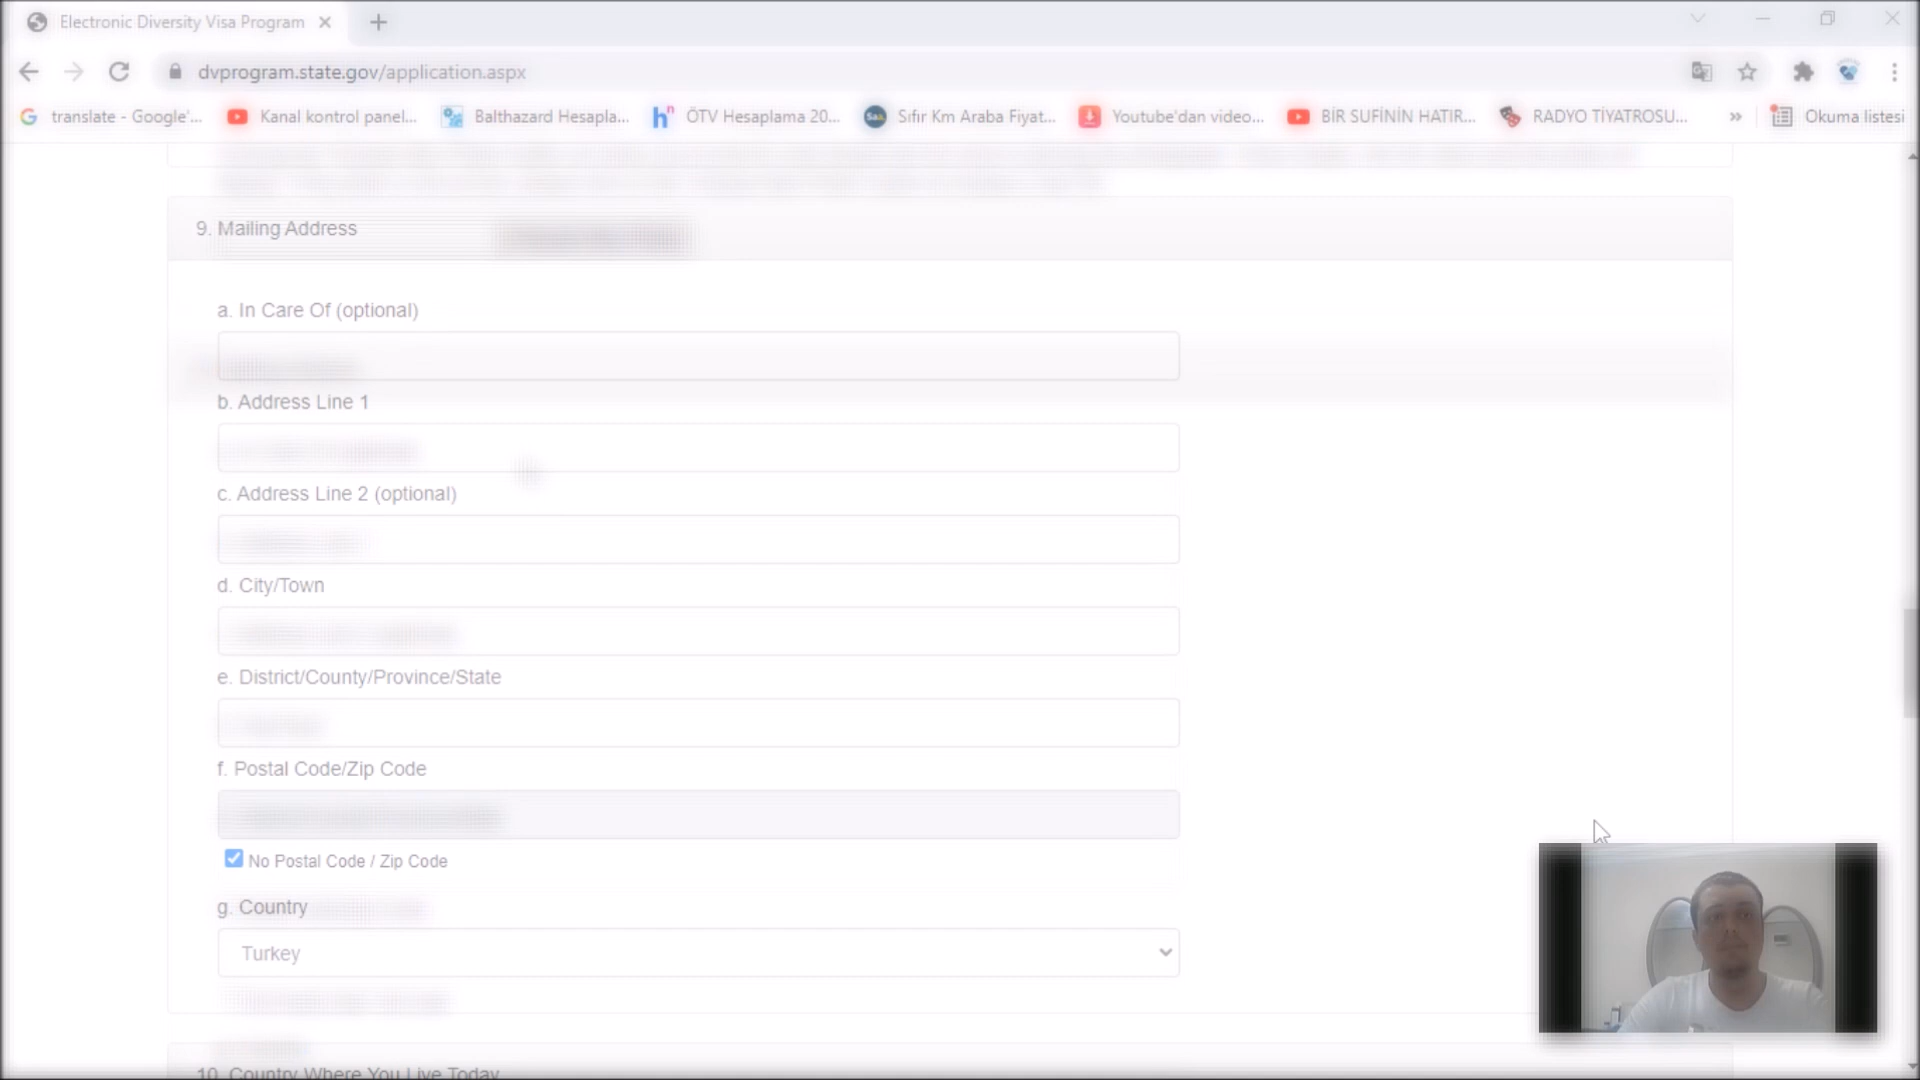 Electronic Diversity Visa Program
dvprogram.state.gov/application.aspx
translate - Google'... Kanal kontrol panel... Balthazard Hesapla... ÖTV Hesaplama 20... Sıfır Km Araba Fiyat... Youtube'dan video... BİR SUFİNİN HATIR... RADYO TİYATROSU... » Okuma listesi
9. Mailing Address
a. In Care Of (optional)
b. Address Line 1
c. Address Line 2 (optional)
d. City/Town
e. District/County/Province/State
f. Postal Code/Zip Code
No Postal Code / Zip Code
g. Country
Turkey
10. Country Where You Live Today